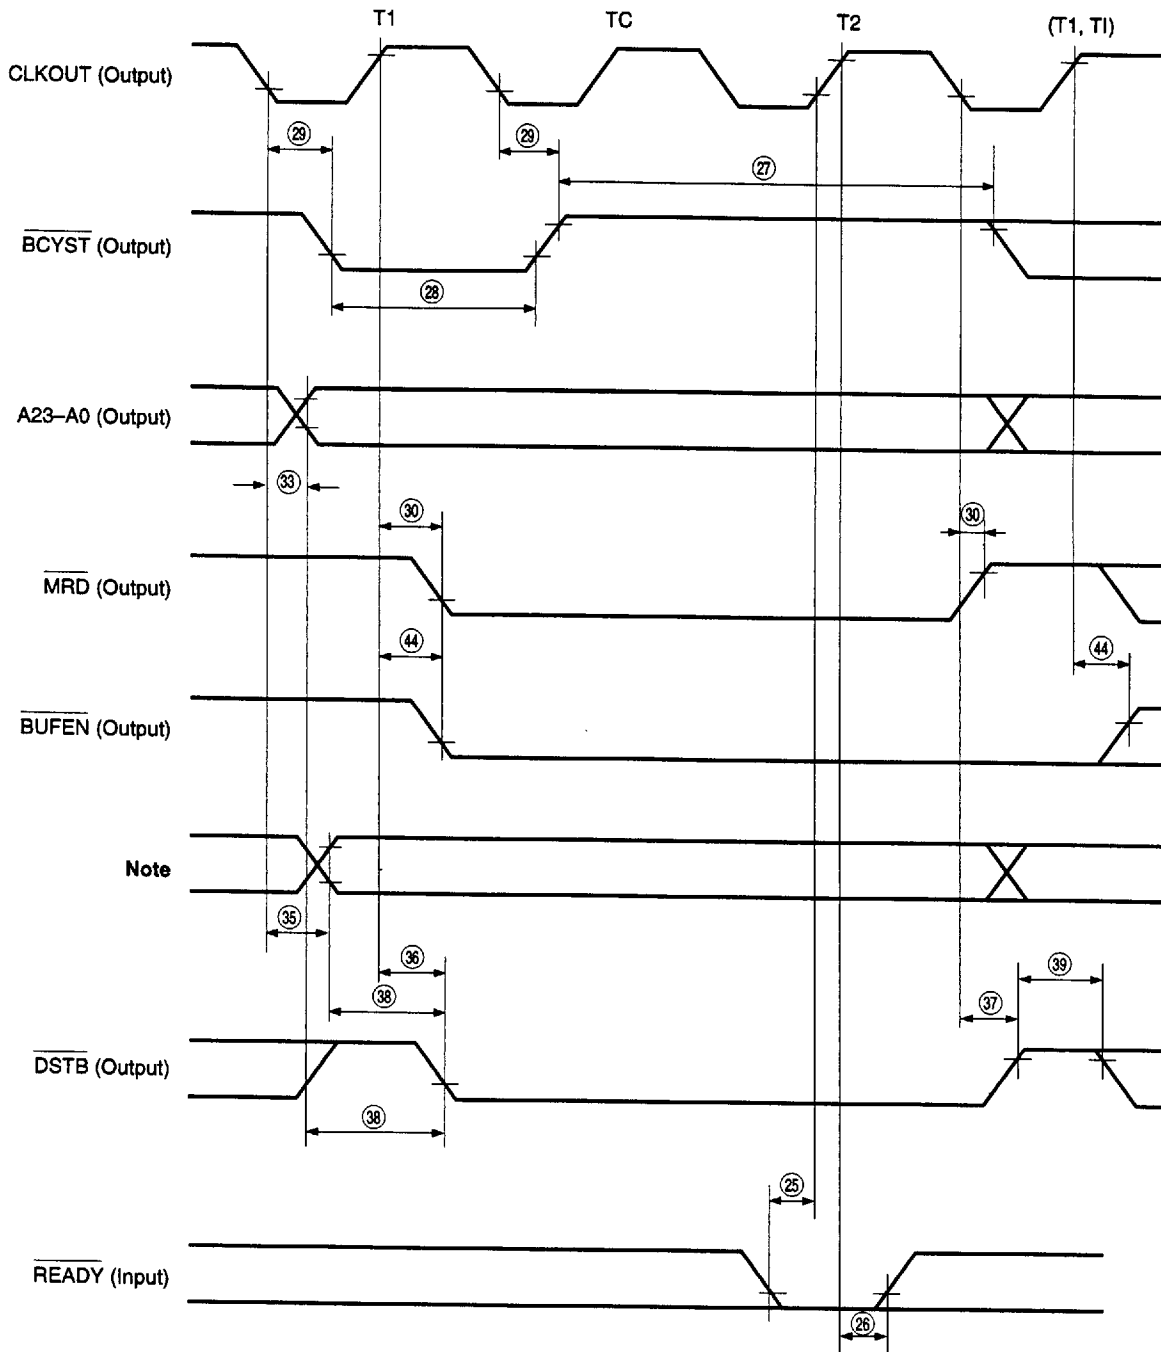 T1 TC T2 (T1, TI)
CLKOUT (Output)
29 29
27
BCYST (Output)
28
A23–A0 (Output)
33
30 30
MRD (Output)
44 44
BUFEN (Output)
Note
35
36 39
38 37
DSTB (Output)
38
25
READY (Input)
26